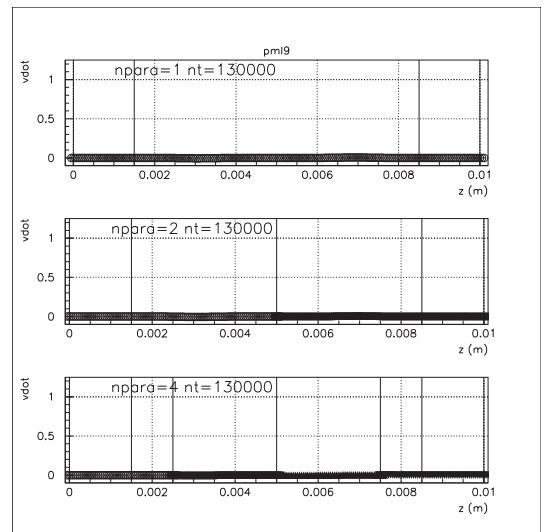 pml9
vdot
npara=1 nt=130000
1
0.5
0
0 0.002 0.004 0.006 0.008 0.01
z (m)
vdot
npara=2 nt=130000
1
0.5
0
0 0.002 0.004 0.006 0.008 0.01
z (m)
vdot
npara=4 nt=130000
1
0.5
0
0 0.002 0.004 0.006 0.008 0.01
z (m)